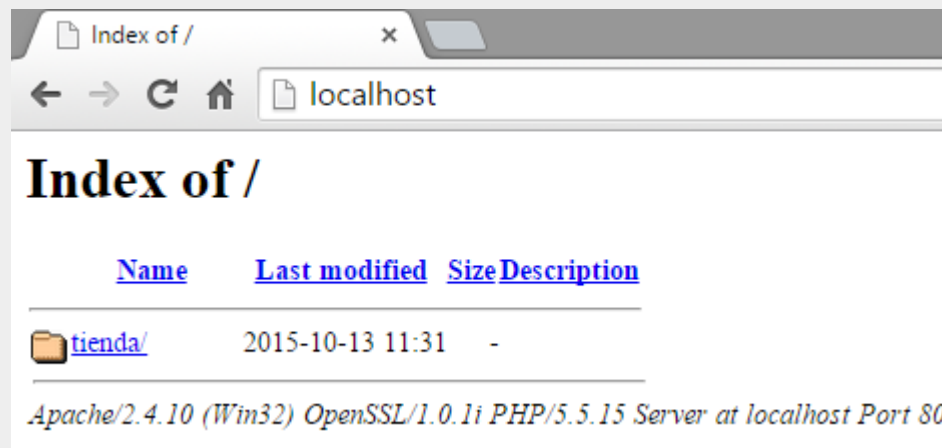 Index of /
localhost
Index of /
Name Last modified Size Description
tienda/ 2015-10-13 11:31 -
Apache/2.4.10 (Win32) OpenSSL/1.0.1i PHP/5.5.15 Server at localhost Port 80